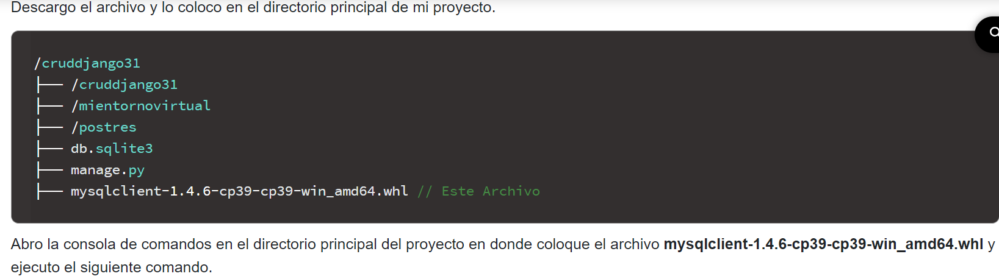 Descargo el archivo y lo coloco en el directorio principal de mi proyecto.
/cruddjango31
├── /cruddjango31
├── /mientornovirtual
├── /postres
├── db.sqlite3
├── manage.py
├── mysqlclient-1.4.6-cp39-cp39-win_amd64.whl // Este Archivo
Abro la consola de comandos en el directorio principal del proyecto en donde coloque el archivo mysqlclient-1.4.6-cp39-cp39-win_amd64.whl y
ejecuto el siguiente comando.